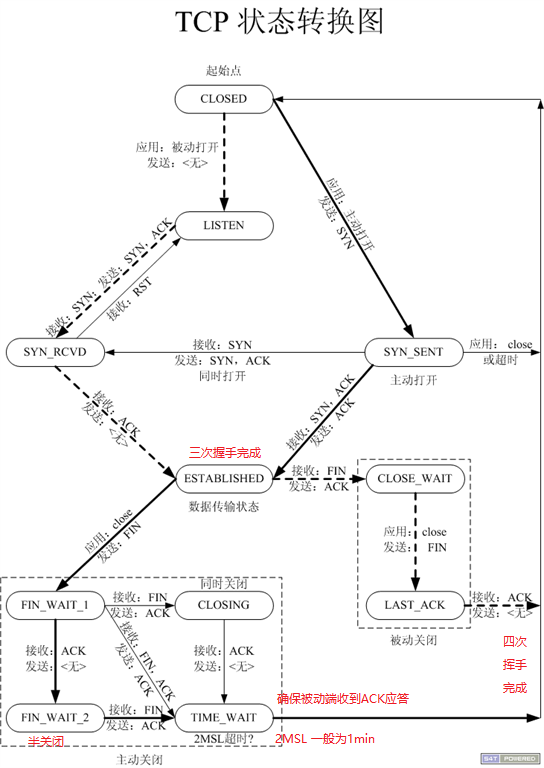 TCP 状态转换图
起始点
CLOSED
应用：被动打开
发送：<无>
应用：主动打开
发送：SYN
LISTEN
接收：SYN；发送：SYN，ACK
接收：RST
SYN_RCVD
接收：SYN
发送：SYN，ACK
同时打开
SYN_SENT
主动打开
应用： close
或超时
接收：ACK
发送：<无>
接收：SYN，ACK
发送：ACK
三次握手完成
ESTABLISHED
数据传输状态
接收：FIN
发送：ACK
CLOSE_WAIT
应用：close
发送： FIN
LAST_ACK
被动关闭
接收：ACK
发送：<无>
应用：close
发送：FIN
同时关闭
FIN_WAIT_1
接收：FIN
发送：ACK
CLOSING
接收：ACK
发送：<无>
接收：FIN，ACK
发送：ACK
接收：ACK
发送：<无>
FIN_WAIT_2
半关闭
接收：FIN
发送：ACK
TIME_WAIT
2MSL超时？
主动关闭
确保被动端收到ACK应答
2MSL 一般为1min
四次
挥手
完成
S4T POWERED